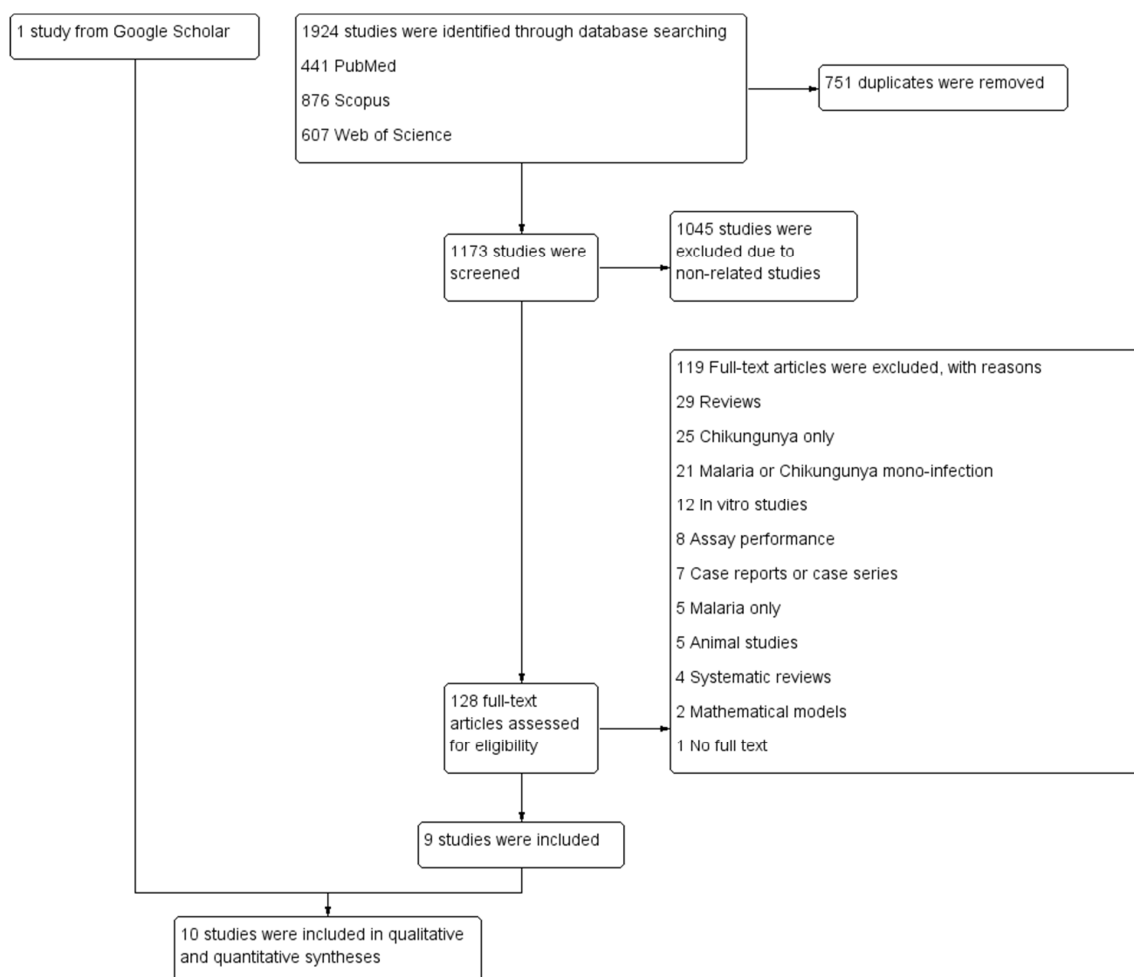 1 study from Google Scholar
1924 studies were identified through database searching
441 PubMed
876 Scopus
607 Web of Science
751 duplicates were removed
1173 studies were
screened
1045 studies were
excluded due to
non-related studies
119 Full-text articles were excluded, with reasons
29 Reviews
25 Chikungunya only
21 Malaria or Chikungunya mono-infection
12 In vitro studies
8 Assay performance
7 Case reports or case series
5 Malaria only
5 Animal studies
4 Systematic reviews
2 Mathematical models
1 No full text
128 full-text
articles assessed
for eligibility
9 studies were included
10 studies were included in qualitative
and quantitative syntheses